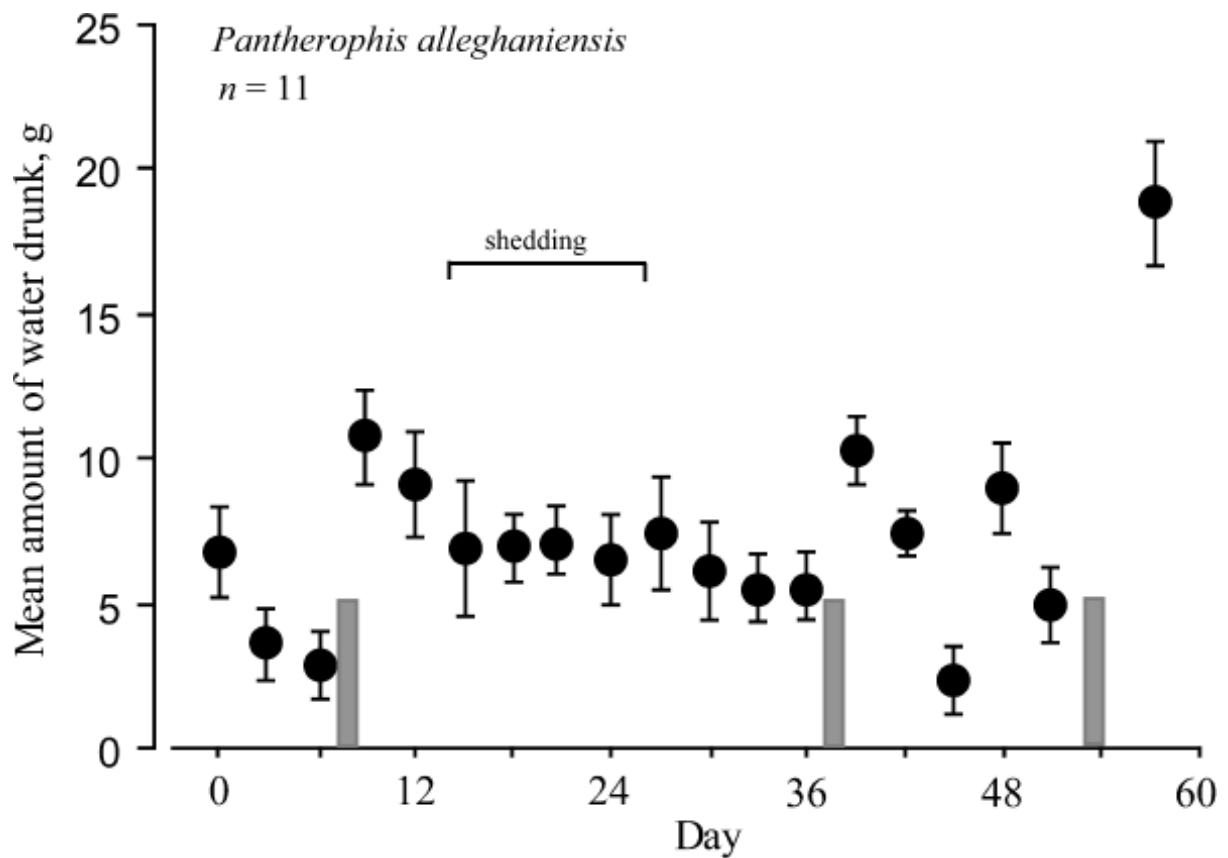 25
Pantherophis alleghaniensis
n = 11
20
shedding
15
10
5
0
Mean amount of water drunk, g
0 12 24 36 48 60
Day